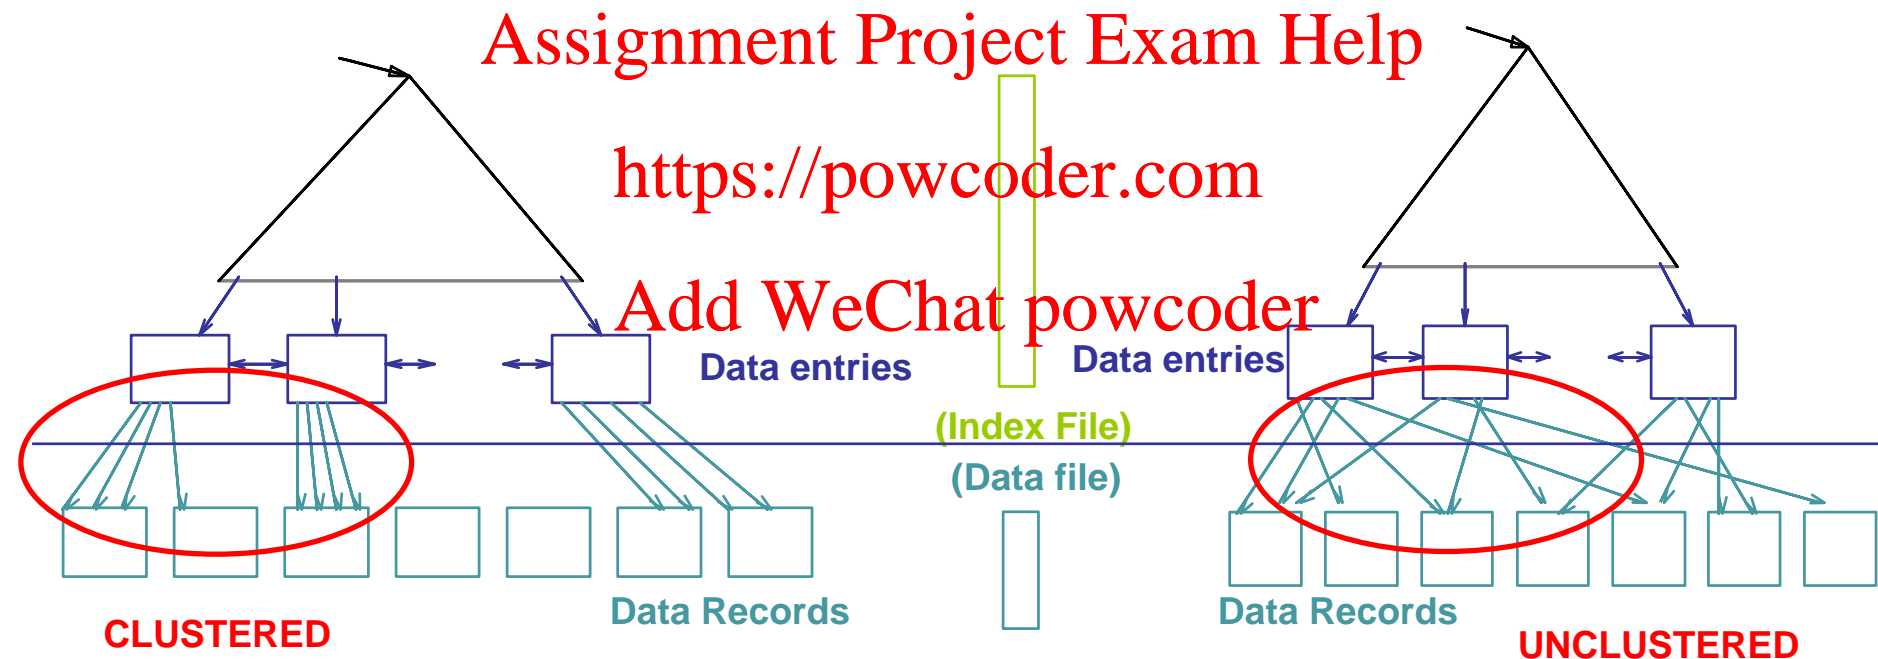 Assignment Project Exam Help
https://powcoder.com
Add WeChat powcoder
Data entries
Data entries
(Index File)
(Data file)
Data Records
Data Records
CLUSTERED
UNCLUSTERED